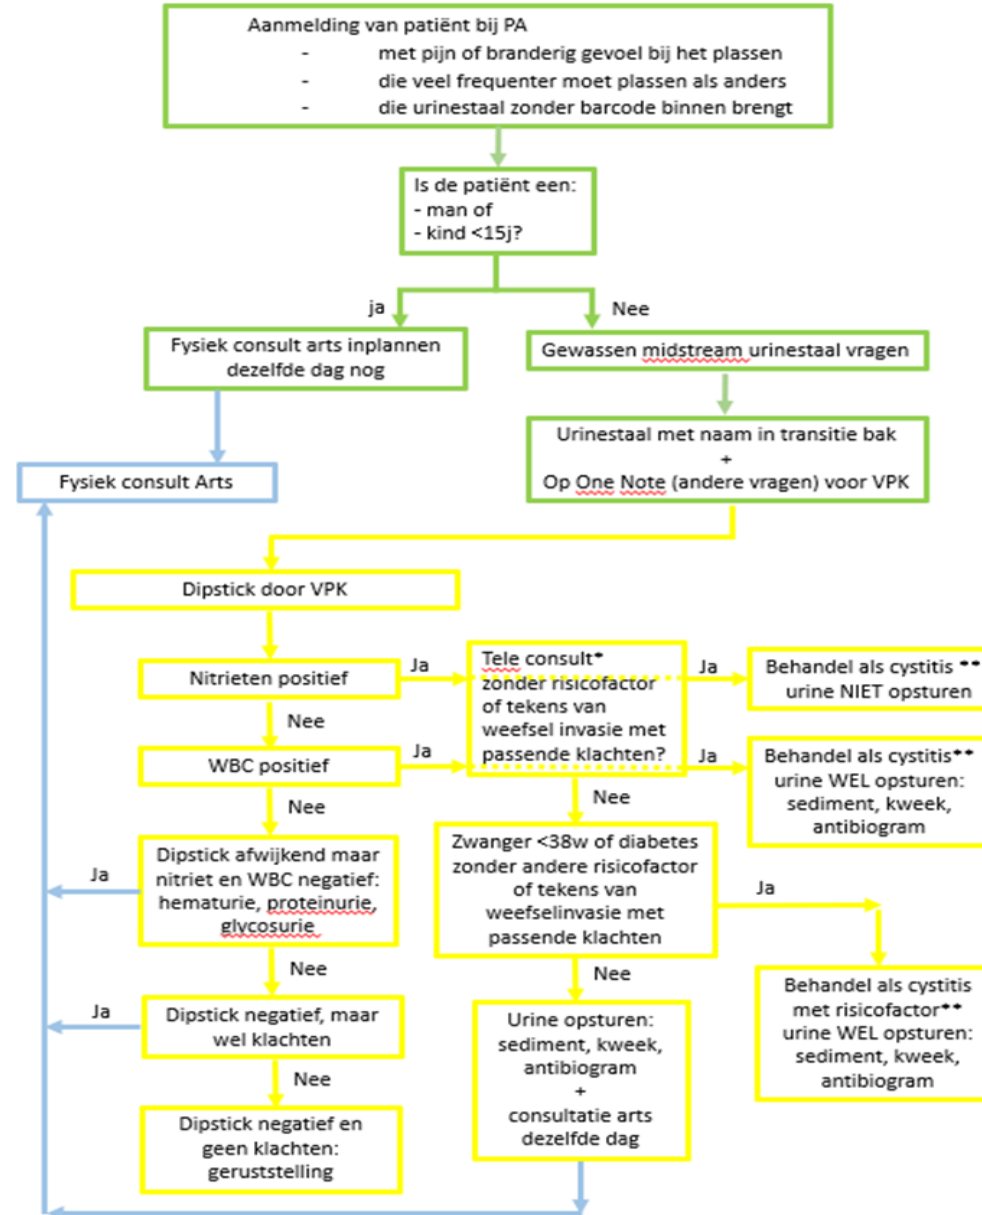 Aanmelding van patiënt bij PA
- met pijn of branderig gevoel bij het plassen
- die veel frequenter moet plassen als anders
- die urinestaal zonder barcode binnen brengt
Is de patiënt een:
- man of
- kind <15j?
ja
Nee
Fysiek consult arts inplannen
dezelfde dag nog
Gewassen midstream urinestaal vragen
Urinestaal met naam in transitie bak
+
Op One Note (andere vragen) voor VPK
Fysiek consult Arts
Dipstick door VPK
Nitrieten positief
Ja
Tele consult*
zonder risicofactor
of tekens van
weefsel invasie met
passende klachten?
Ja
Behandel als cystitis **
urine NIET opsturen
Nee
WBC positief
Ja
Ja
Behandel als cystitis**
urine WEL opsturen:
sediment, kweek,
antibiogram
Nee
Nee
Dipstick afwijkend maar
nitriet en WBC negatief:
hematurie, proteinurie,
glycosurie
Ja
Zwanger <38w of diabetes
zonder andere risicofactor
of tekens van
weefselinvasie met
passende klachten
Ja
Nee
Nee
Dipstick negatief, maar
wel klachten
Ja
Behandel als cystitis
met risicofactor**
urine WEL opsturen:
sediment, kweek,
antibiogram
Urine opsturen:
sediment, kweek,
antibiogram
+
consultatie arts
dezelfde dag
Nee
Dipstick negatief en
geen klachten:
geruststelling